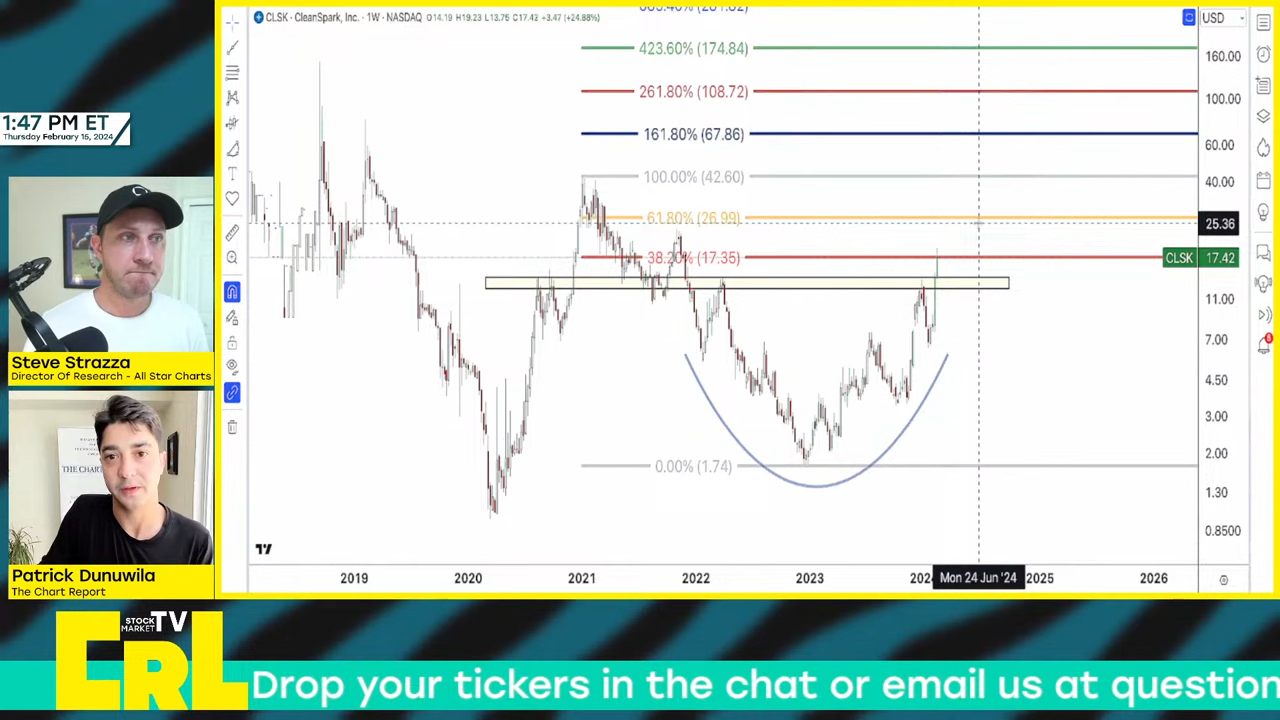 CLSK · CleanSpark, Inc. · 1W · NASDAQ O14.19 H19.23 L13.75 C17.42 +3.47 (+24.88%)
USD
423.60% (174.84)
261.80% (108.72)
161.80% (67.86)
100.00% (42.60)
61.80% (26.99)
38.20% (17.35)
0.00% (1.74)
160.00
100.00
60.00
40.00
25.36
CLSK 17.42
11.00
7.00
4.50
3.00
2.00
1.30
0.8500
2019 2020 2021 2022 2023 2024 Mon 24 Jun '24 2025 2026
1:47 PM ET
Thursday February 15, 2024
Steve Strazza
Director Of Research - All Star Charts
THE CHART
Patrick Dunuwila
The Chart Report
STOCK
MARKET TV
ERL
Drop your tickers in the chat or email us at question